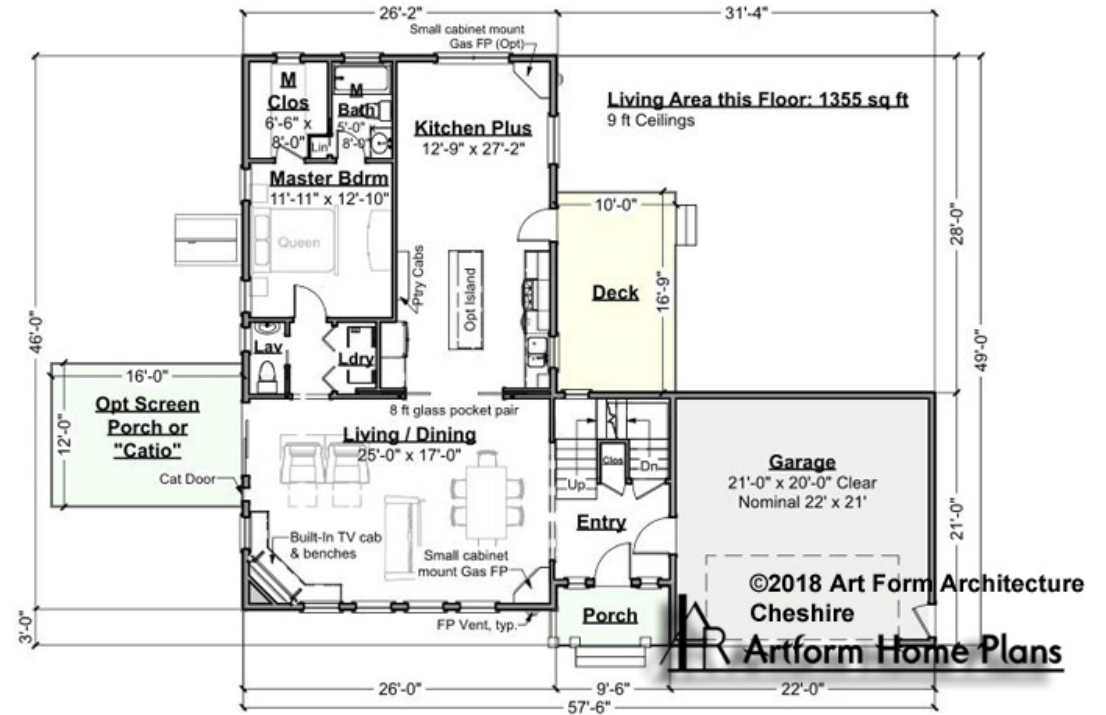 26'-2"
31'-4"
Small cabinet mount
Gas FP (Opt)
M
Clos
6'-6" x
8'-0"
M
Bath
5'-0" x
8'-0"
Lin
Kitchen Plus
12'-9" x 27'-2"
Living Area this Floor: 1355 sq ft
9 ft Ceilings
Master Bdrm
11'-11" x 12'-10"
Queen
Ptry Cabs
Opt Island
10'-0"
Deck
16'-9"
28'-0"
46'-0"
49'-0"
Lav
Ldry
16'-0"
Opt Screen
Porch or
"Catio"
12'-0"
Cat Door
8 ft glass pocket pair
Living / Dining
25'-0" x 17'-0"
Clos
Up
Dn
Entry
Garage
21'-0" x 20'-0" Clear
Nominal 22' x 21'
21'-0"
Built-In TV cab
& benches
Small cabinet
mount Gas FP
FP Vent, typ.
Porch
3'-0"
©2018 Art Form Architecture
Cheshire
Artform Home Plans
26'-0"
9'-6"
22'-0"
57'-6"